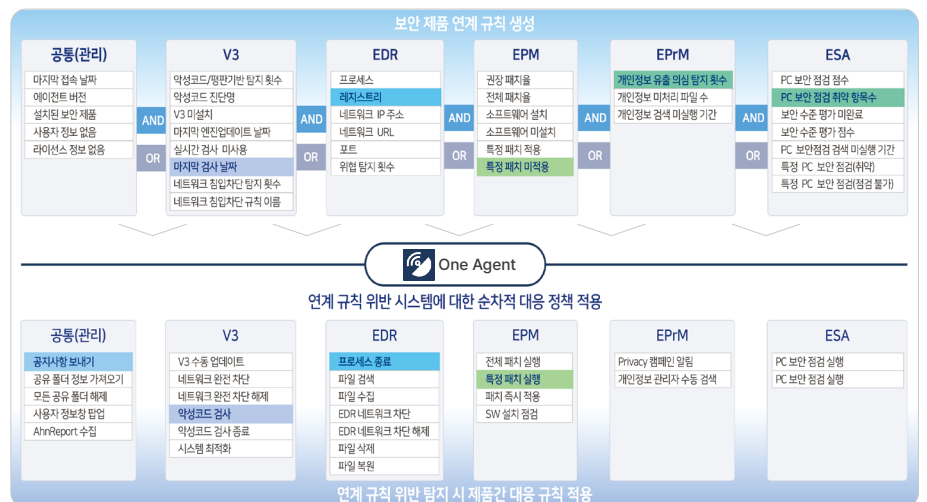 보안 제품 연계 규칙 생성
공통(관리)
마지막 접속 날짜
에이전트 버전
설치된 보안 제품
사용자 정보 없음
라이선스 정보 없음
AND
OR
V3
악성코드/평판기반 탐지 횟수
악성코드 진단명
V3 미설치
마지막 엔진업데이트 날짜
실시간 검사 미사용
마지막 검사 날짜
네트워크 침입차단 탐지 횟수
네트워크 침입차단 규칙 이름
AND
OR
EDR
프로세스
레지스트리
네트워크 IP 주소
네트워크 URL
포트
위협 탐지 횟수
AND
OR
EPM
권장 패치율
전체 패치율
소프트웨어 설치
소프트웨어 미설치
특정 패치 적용
특정 패치 미적용
AND
OR
EPrM
개인정보 유출 의심 탐지 횟수
개인정보 미처리 파일 수
개인정보 검색 미실행 기간
AND
OR
ESA
PC 보안 점검 점수
PC 보안 점검 취약 항목수
보안 수준 평가 미완료
보안 수준 평가 점수
PC 보안점검 검색 미실행 기간
특정 PC 보안 점검(취약)
특정 PC 보안 점검(점검 불가)
One Agent
연계 규칙 위반 시스템에 대한 순차적 대응 정책 적용
공통(관리)
공지사항 보내기
공유 폴더 정보 가져오기
모든 공유 폴더 해제
사용자 정보창 팝업
AhnReport 수집
V3
V3 수동 업데이트
네트워크 완전 차단
네트워크 완전 차단 해제
악성코드 검사
악성코드 검사 종료
시스템 최적화
EDR
프로세스 종료
파일 검색
파일 수집
EDR 네트워크 차단
EDR 네트워크 차단 해제
파일 삭제
파일 복원
EPM
전체 패치 실행
특정 패치 실행
패치 즉시 적용
SW 설치 점검
EPrM
Privacy 캠페인 알림
개인정보 관리자 수동 검색
ESA
PC 보안 점검 실행
PC 보안 점검 실행
연계 규칙 위반 탐지 시 제품간 대응 규칙 적용